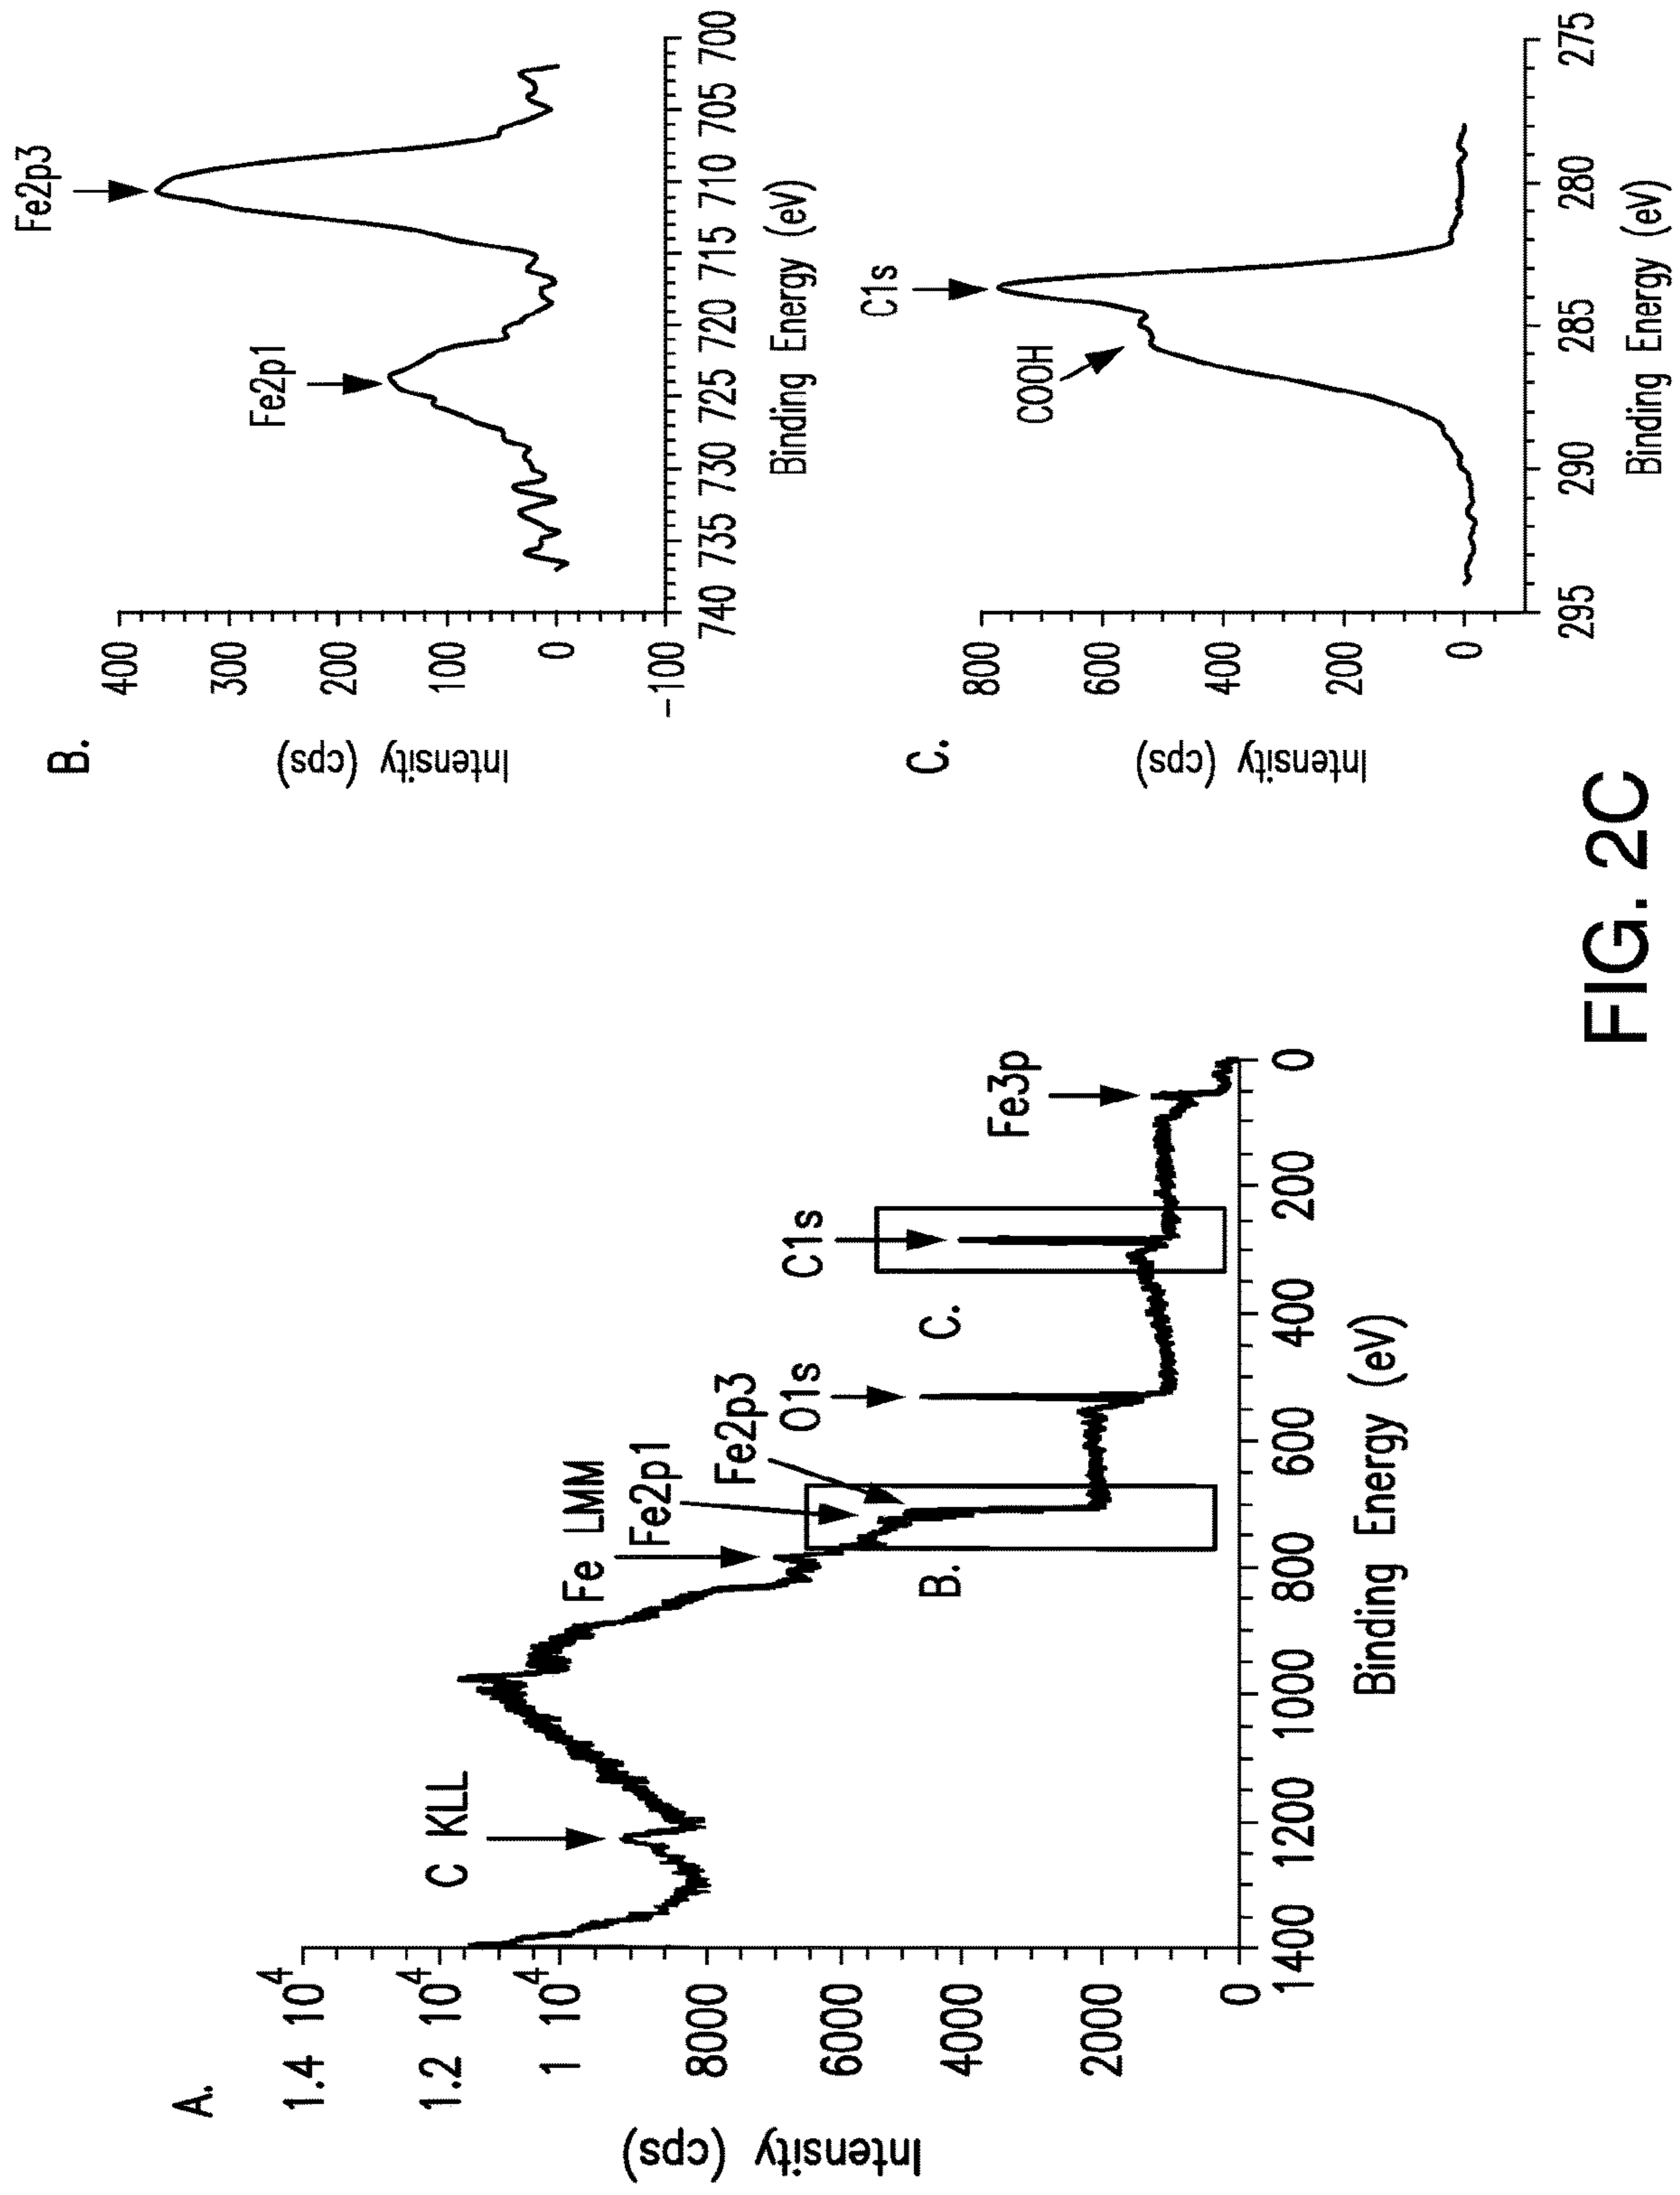 A.
Intensity (cps)
1.4 10^4
1.2 10^4
1 10^4
8000
6000
4000
2000
0
1400 1200 1000 800 600 400 200 0
Binding Energy (eV)
C KLL
Fe LMM
Fe2p1
Fe2p3
O1s
C1s
Fe3p
B.
C.
B.
Intensity (cps)
400
300
200
100
0
-100
740 735 730 725 720 715 710 705 700
Binding Energy (eV)
Fe2p1
Fe2p3
C.
Intensity (cps)
800
600
400
200
0
295 290 285 280 275
Binding Energy (eV)
COOH
C1s
FIG. 2C